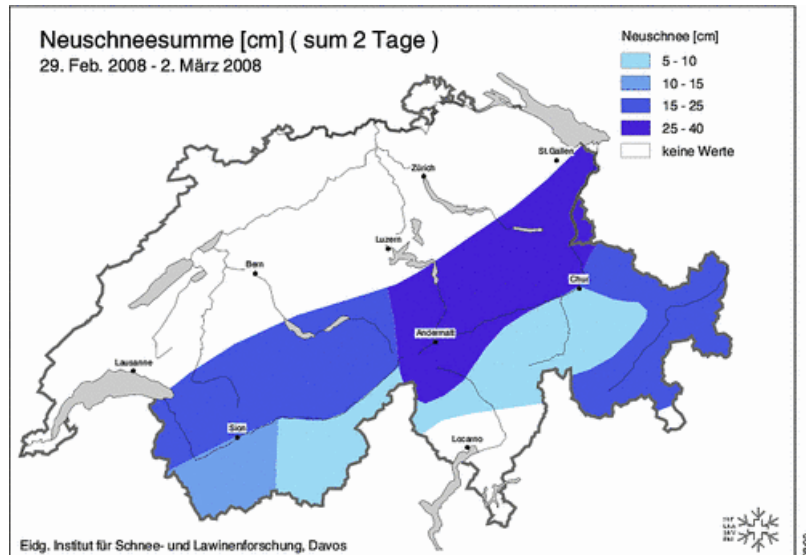 Neuschneesumme [cm] ( sum 2 Tage )
29. Feb. 2008 - 2. März 2008
Neuschnee [cm]
5 - 10
10 - 15
15 - 25
25 - 40
keine Werte
St.Gallen
Zürich
Luzern
Bern
Chur
Andermatt
Lausanne
Sion
Locarno
Eidg. Institut für Schnee- und Lawinenforschung, Davos